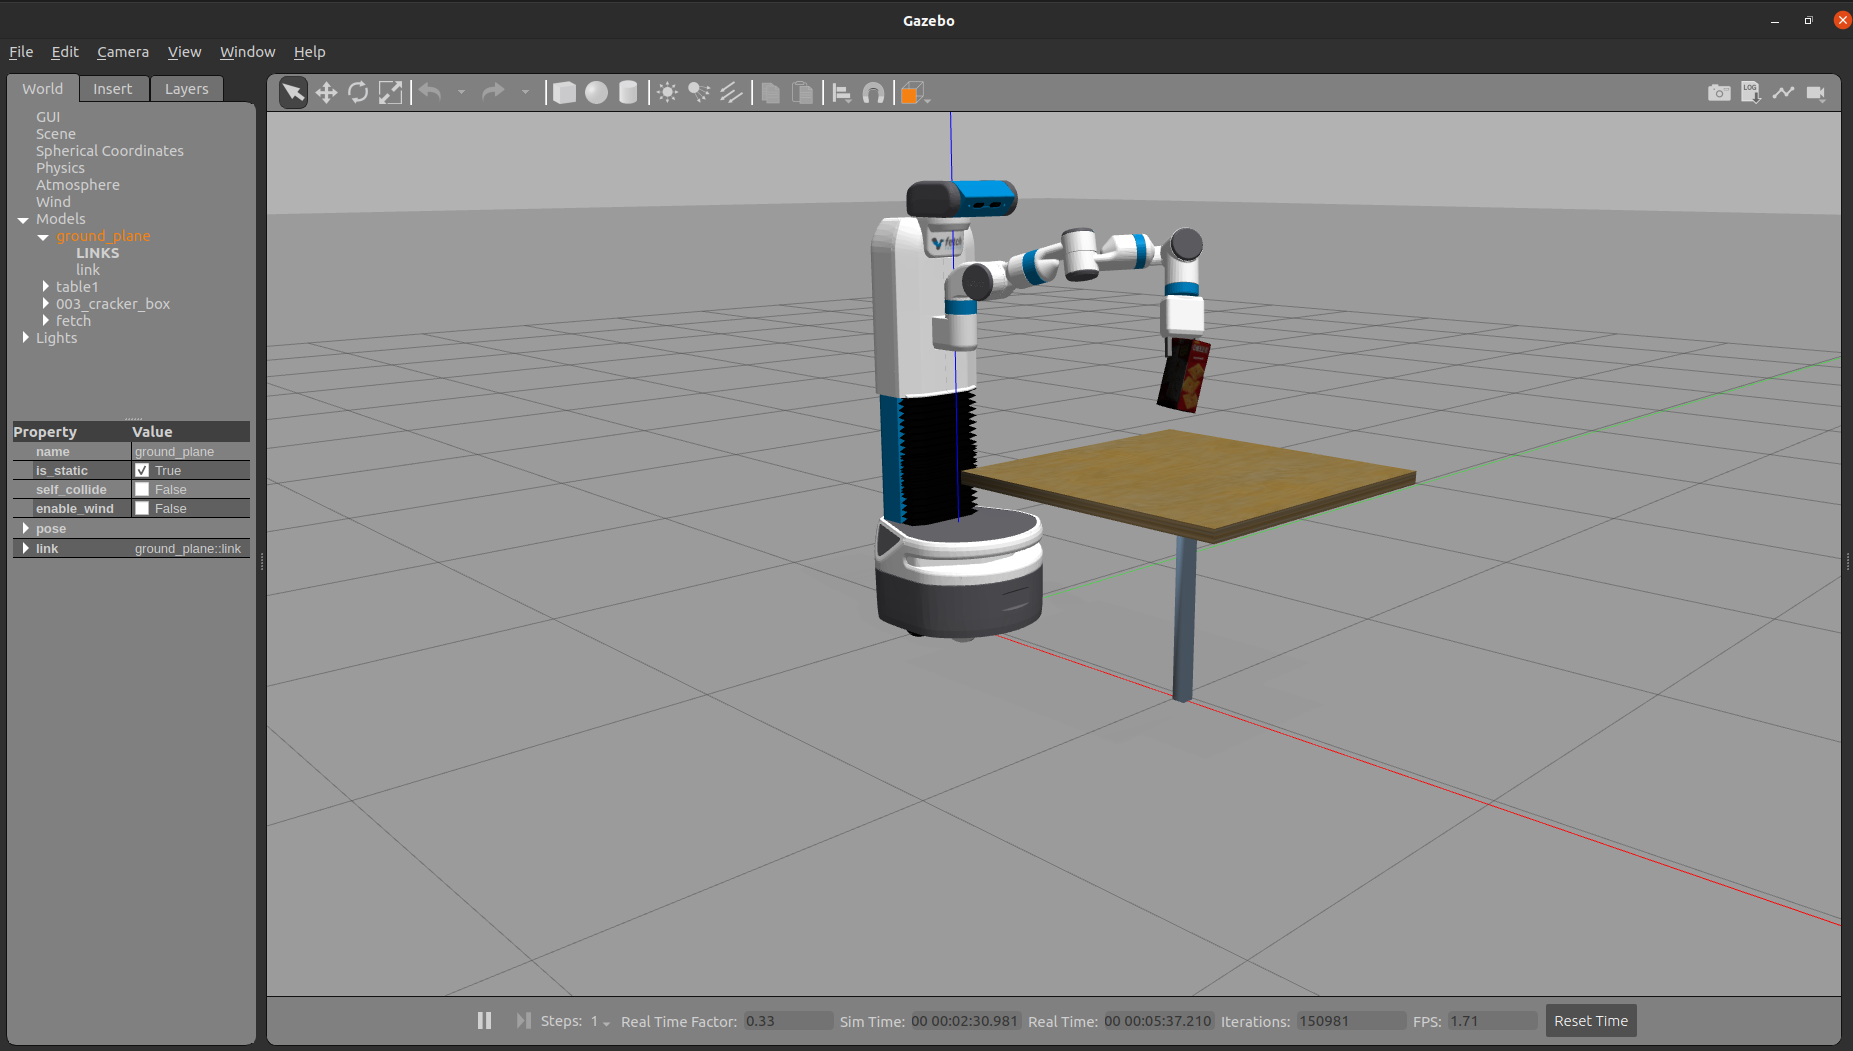 Gazebo
File Edit Camera View Window Help
World Insert Layers
GUI
Scene
Spherical Coordinates
Physics
Atmosphere
Wind
Models
ground_plane
LINKS
link
table1
003_cracker_box
fetch
Lights
Property Value
name ground_plane
is_static True
self_collide False
enable_wind False
pose
link ground_plane::link
LOG
fetch
Steps: 1 Real Time Factor: 0.33 Sim Time: 00 00:02:30.981 Real Time: 00 00:05:37.210 Iterations: 150981 FPS: 1.71 Reset Time